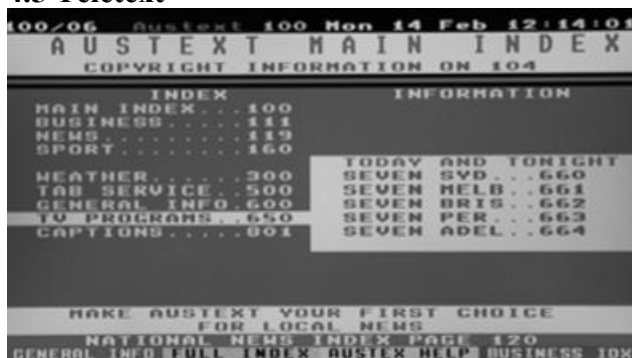 4.8 Teletext
100/06 Austext 100 Mon 14 Feb 12:14:01
AUSTEXT MAIN INDEX
COPYRIGHT INFORMATION ON 104
INDEX INFORMATION
MAIN INDEX...100
BUSINESS.....111
NEWS.........119
SPORT........160
TODAY AND TONIGHT
WEATHER......300 SEVEN SYD...660
TAB SERVICE..500 SEVEN MELB..661
GENERAL INFO.600 SEVEN BRIS..662
TV PROGRAMS..650 SEVEN PER...663
CAPTIONS.....801 SEVEN ADEL..664
MAKE AUSTEXT YOUR FIRST CHOICE
FOR LOCAL NEWS
NATIONAL NEWS INDEX PAGE 120
GENERAL INFO FULL INDEX AUSTEX HELP BUSINESS IDX